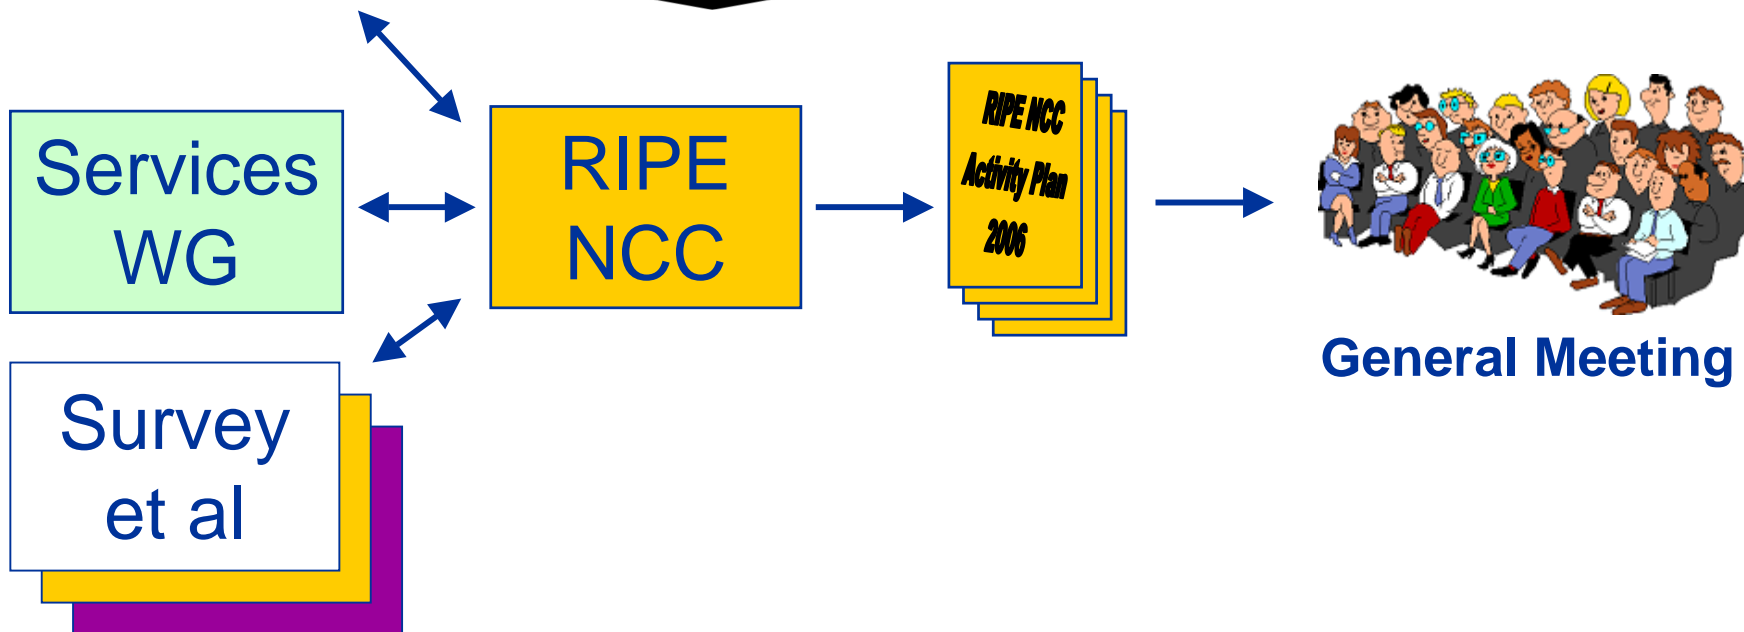 Services
WG
RIPE
NCC
RIPE NCC
Activity Plan
2006
General Meeting
Survey
et al